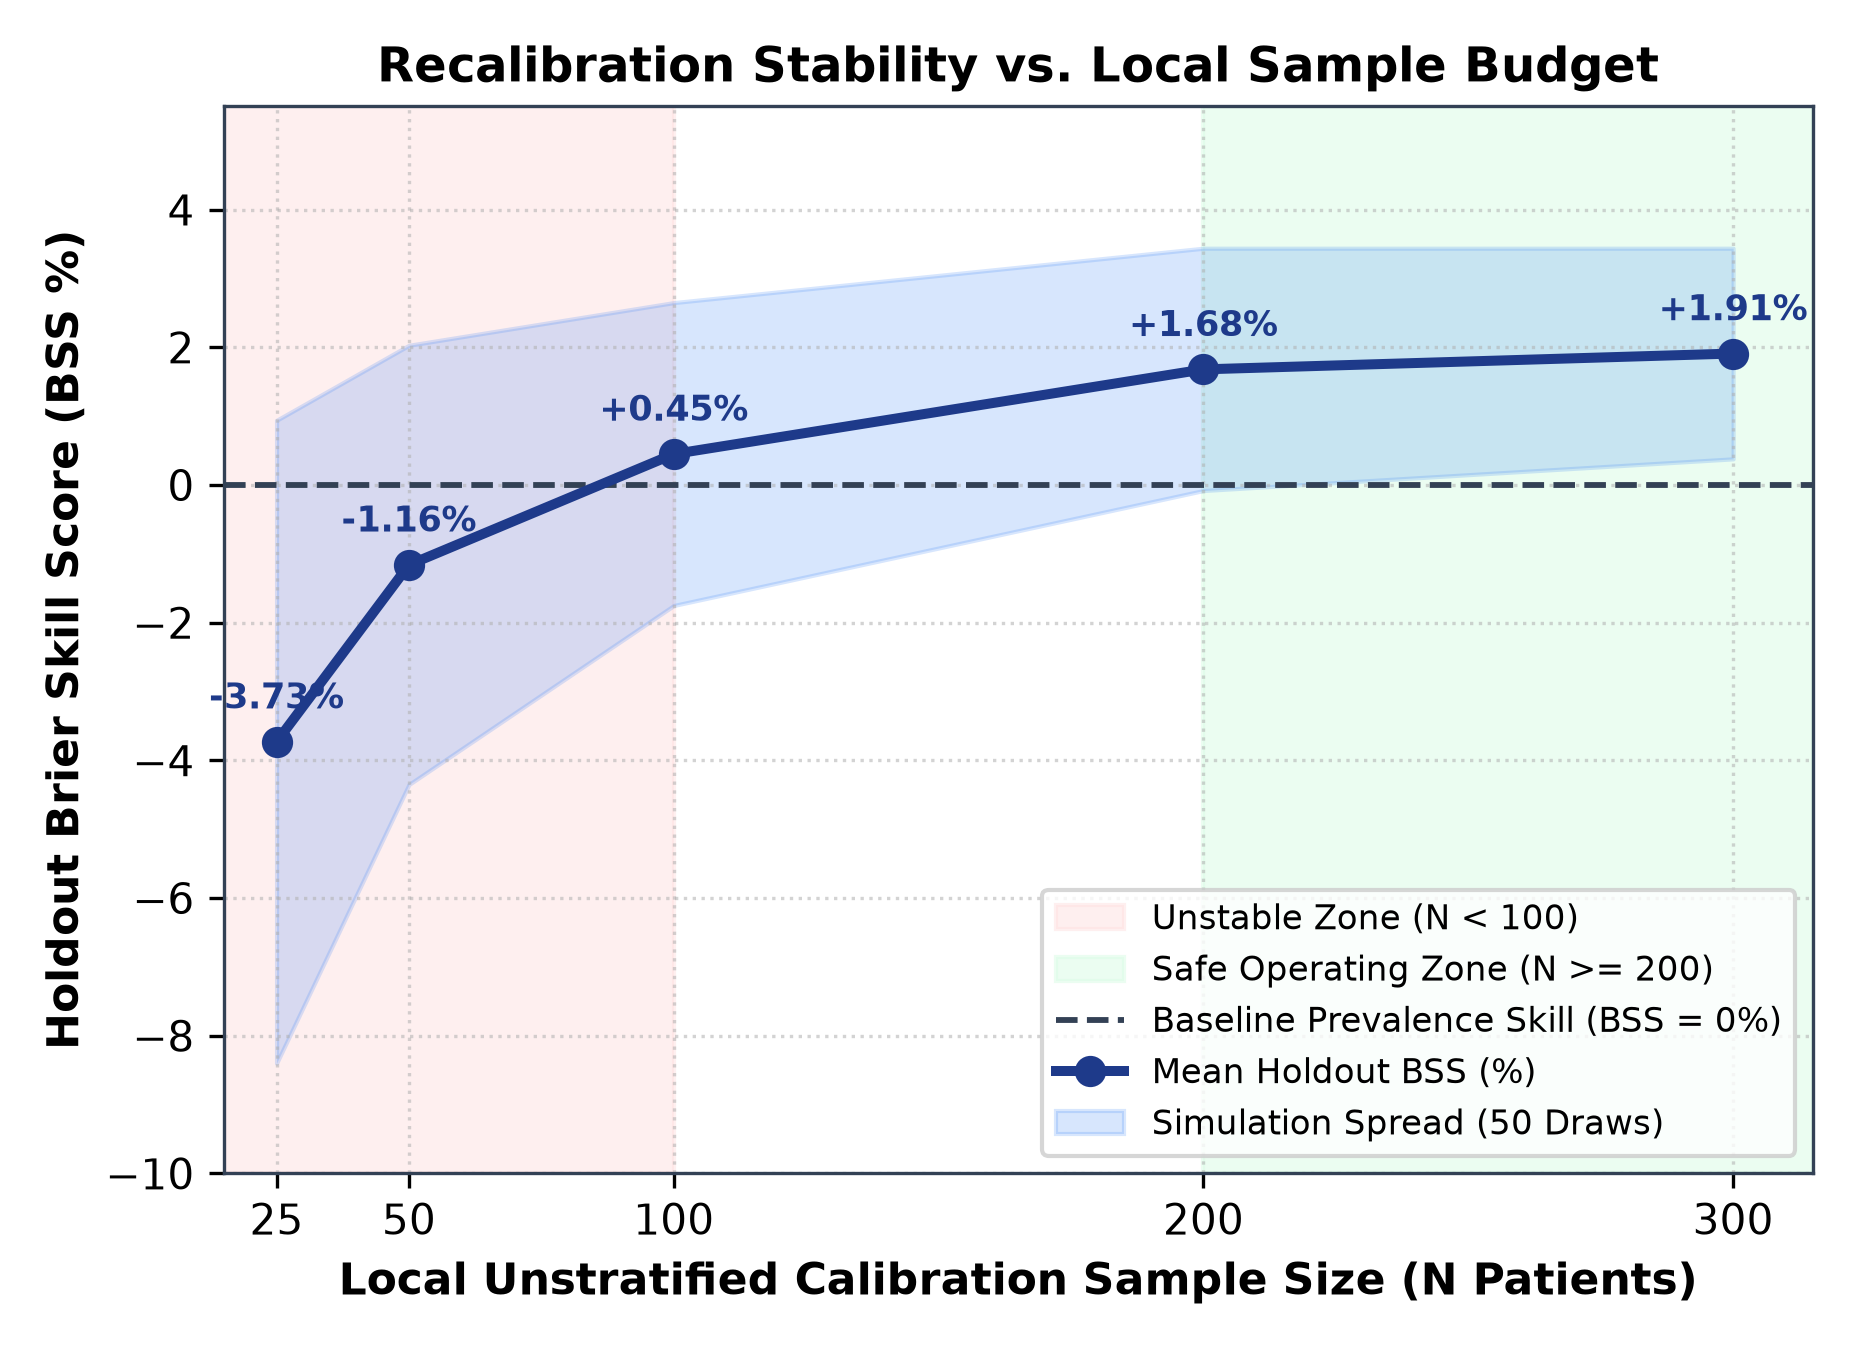 Recalibration Stability vs. Local Sample Budget
Holdout Brier Skill Score (BSS %)
4
2
0
−2
−4
−6
−8
−10
-3.73%
-1.16%
+0.45%
+1.68%
+1.91%
Unstable Zone (N < 100)
Safe Operating Zone (N >= 200)
Baseline Prevalence Skill (BSS = 0%)
Mean Holdout BSS (%)
Simulation Spread (50 Draws)
25 50 100 200 300
Local Unstratified Calibration Sample Size (N Patients)